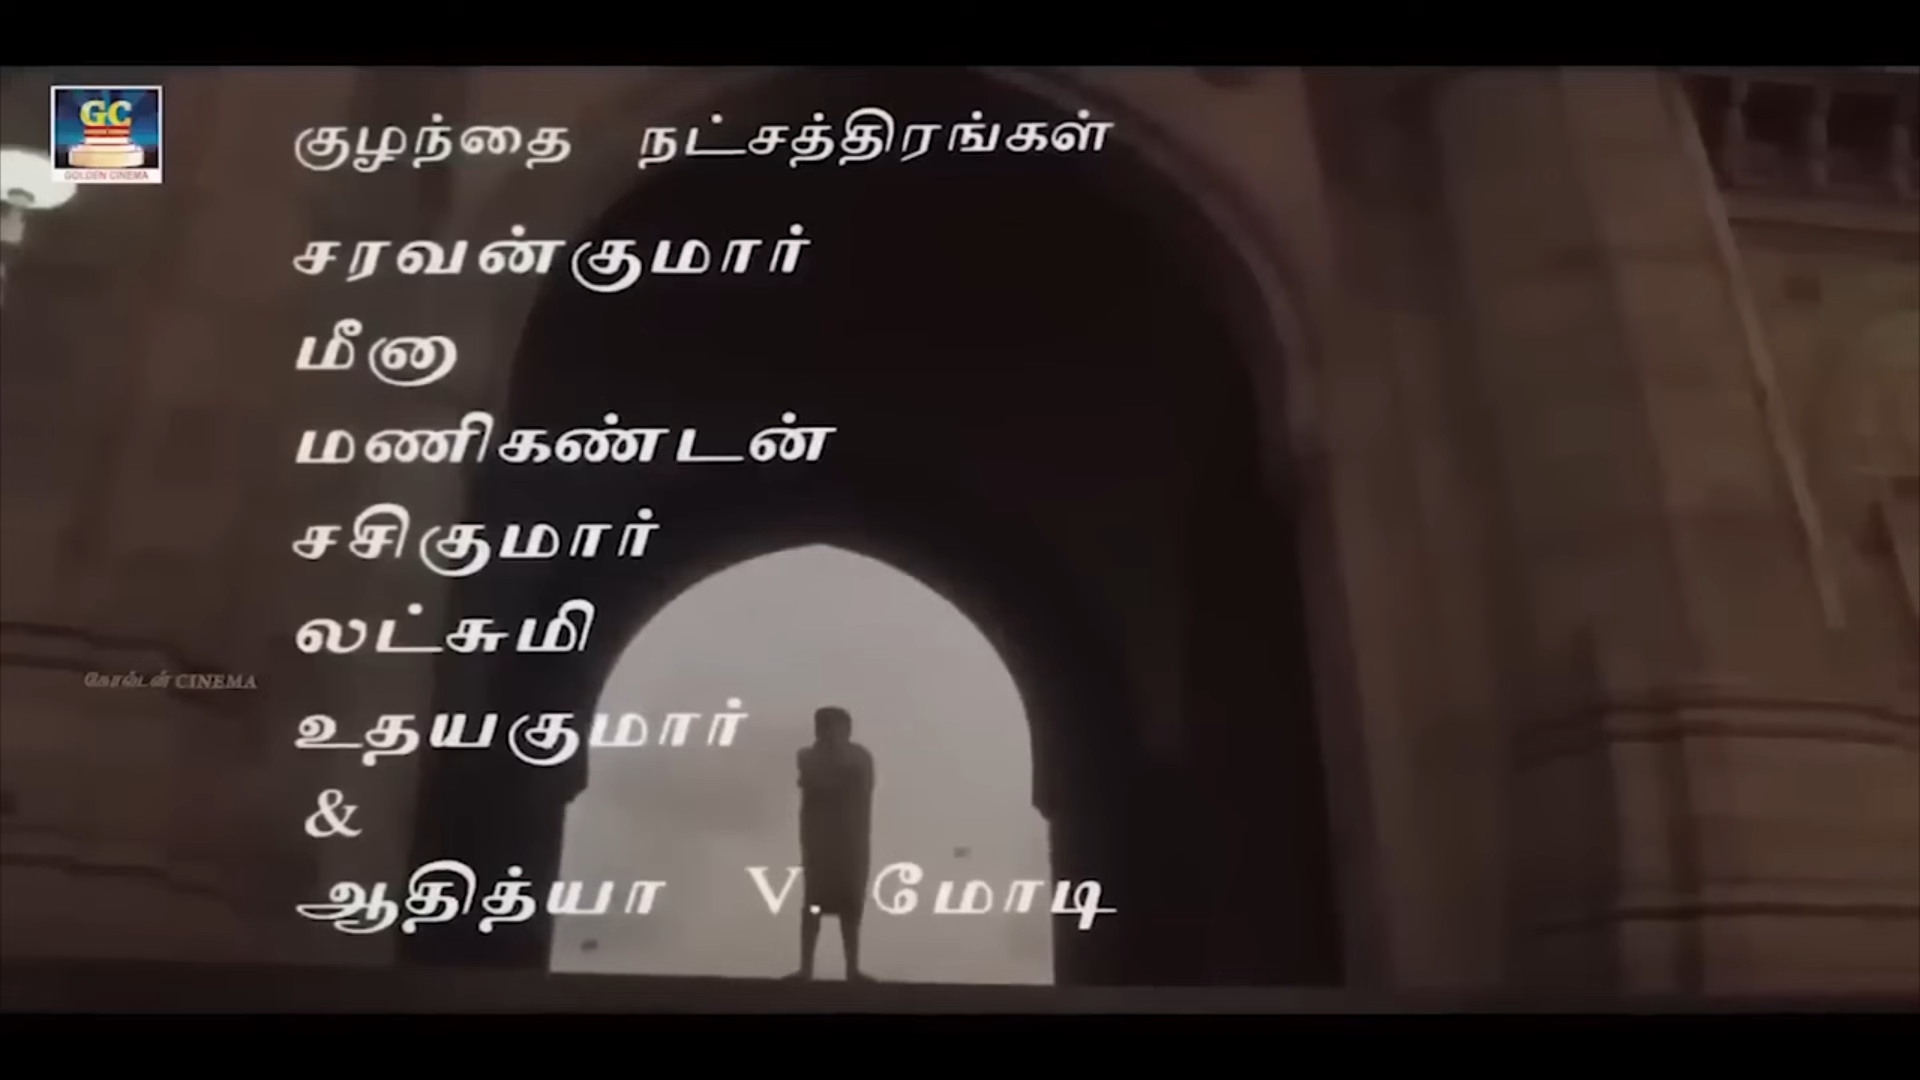 GC
GOLDEN CINEMA
குழந்தை நட்சத்திரங்கள்
சரவன்குமார்
மீனா
மணிகண்டன்
சசிகுமார்
லட்சுமி
கோல்டன் CINEMA
உதயகுமார்
&
ஆதித்யா V. மோடி